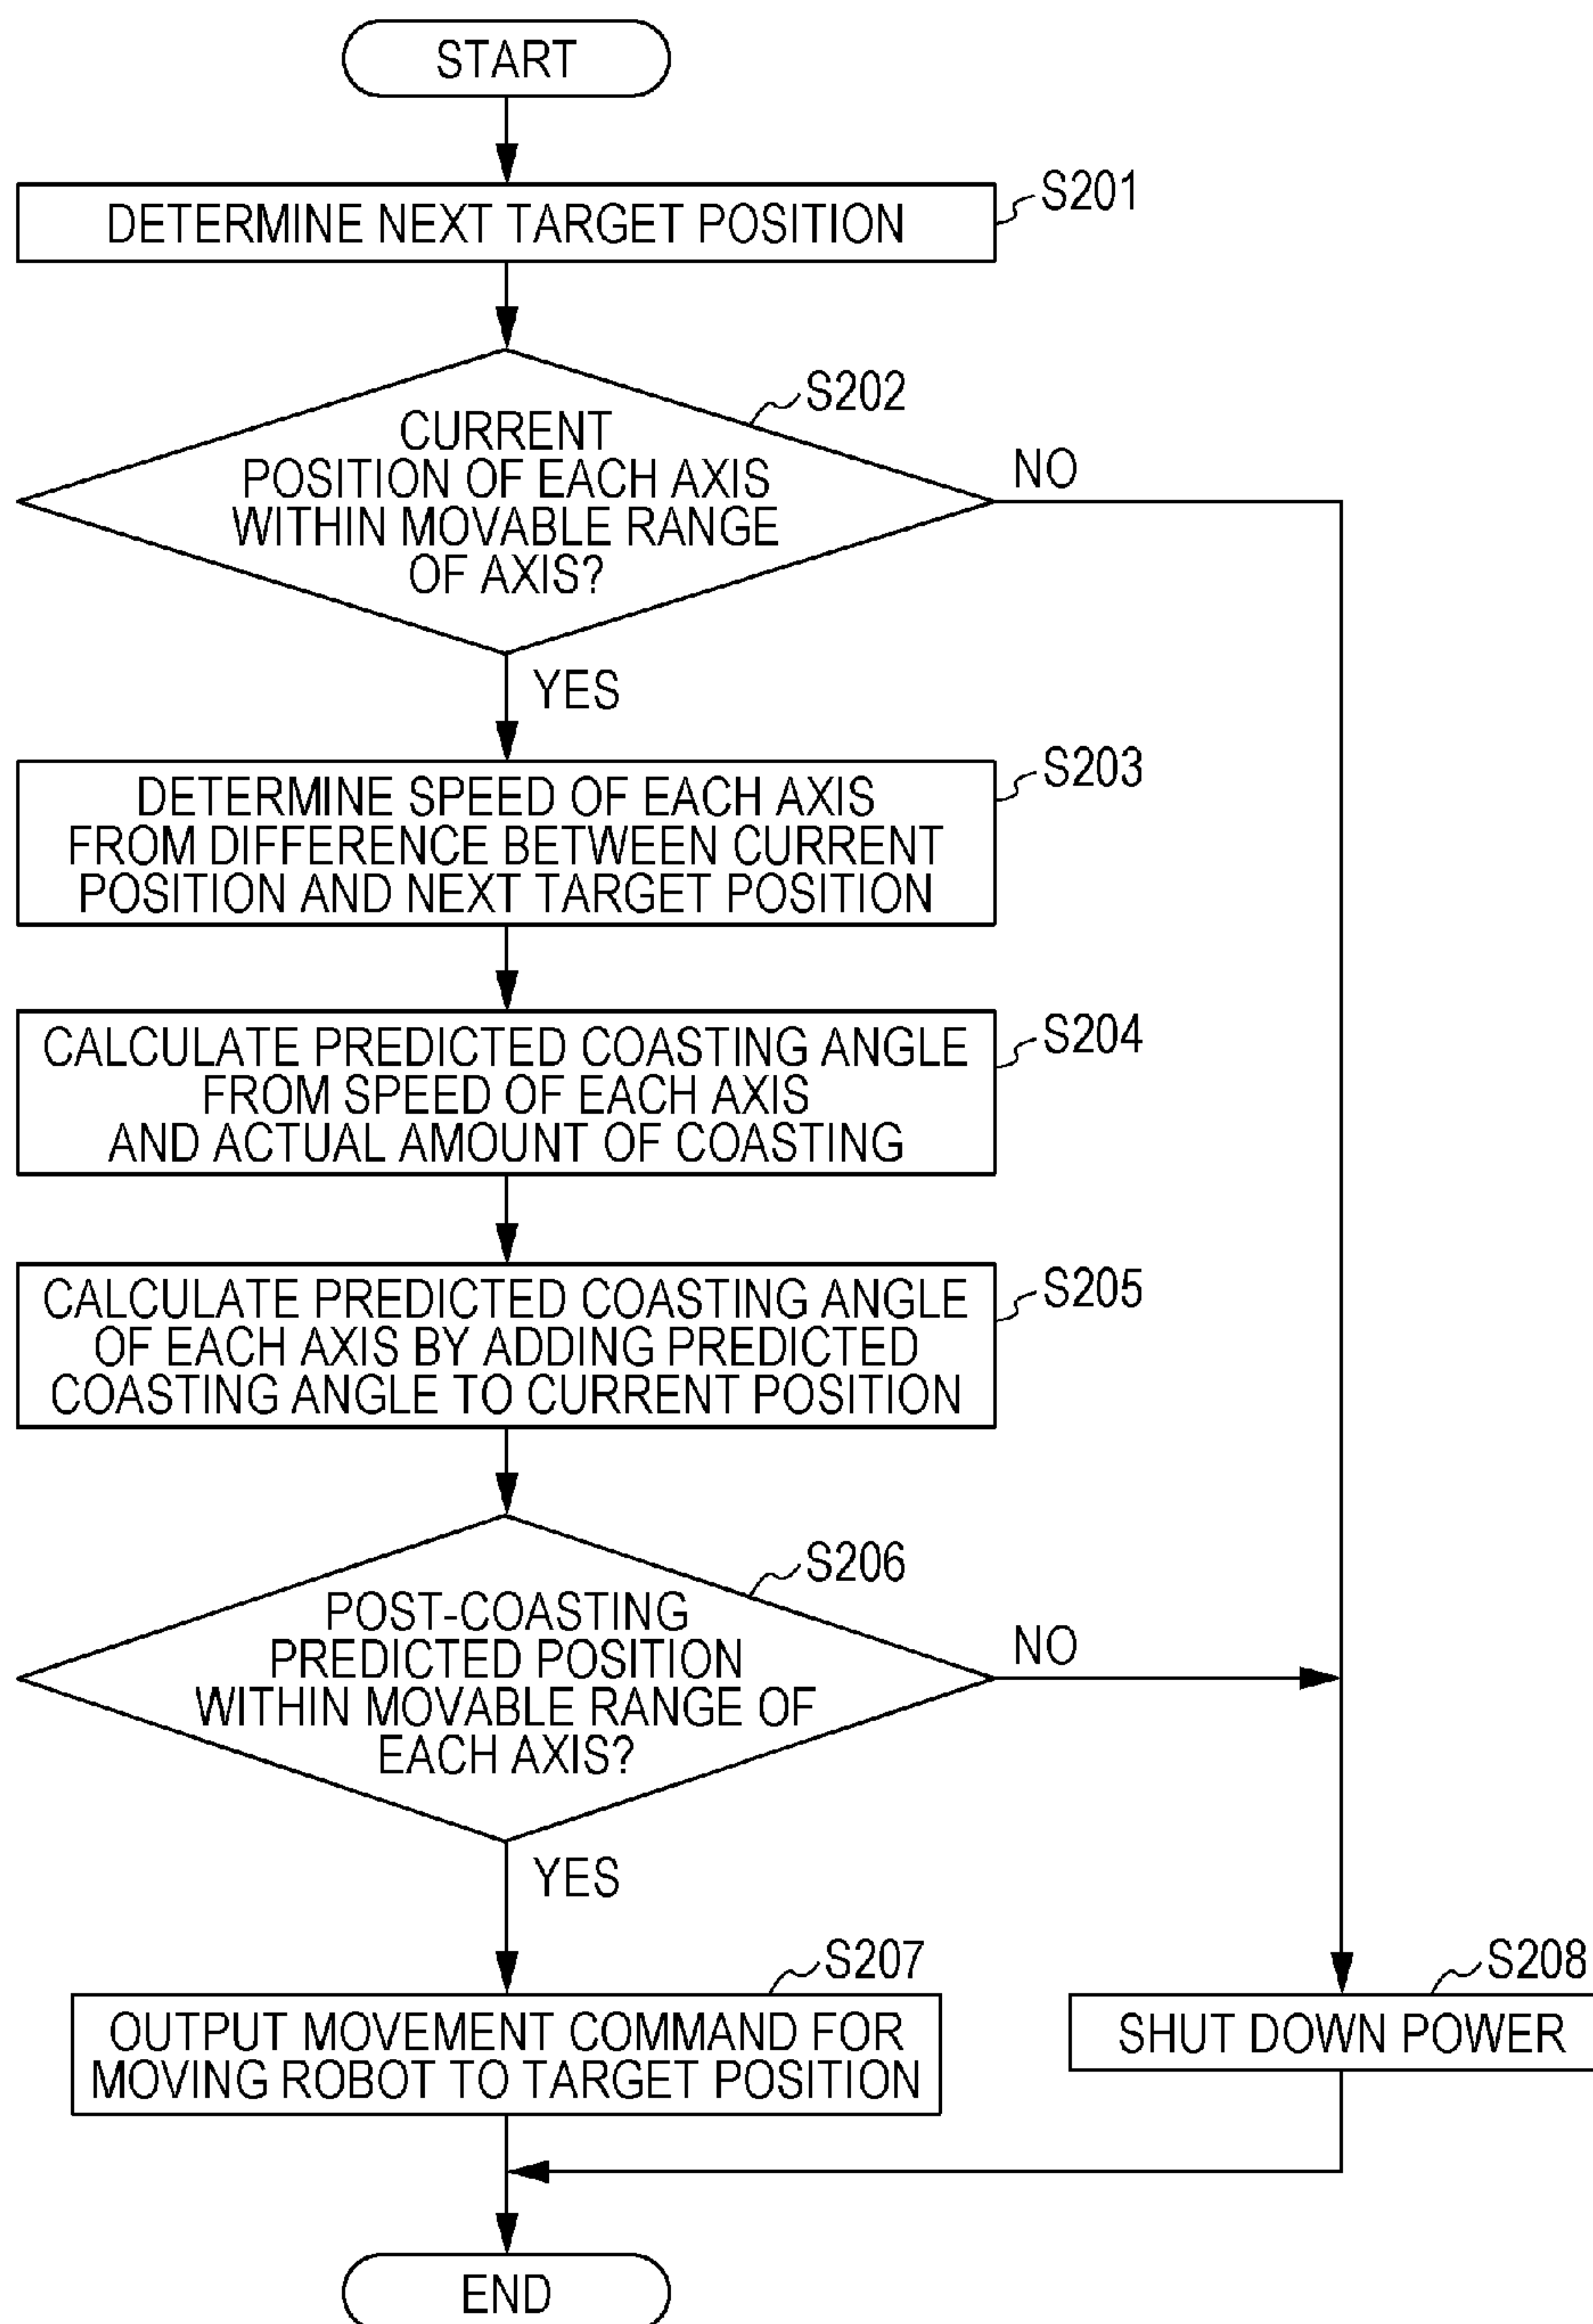 START
DETERMINE NEXT TARGET POSITION
S201
S202
CURRENT
POSITION OF EACH AXIS
WITHIN MOVABLE RANGE
OF AXIS?
NO
YES
S203
DETERMINE SPEED OF EACH AXIS
FROM DIFFERENCE BETWEEN CURRENT
POSITION AND NEXT TARGET POSITION
S204
CALCULATE PREDICTED COASTING ANGLE
FROM SPEED OF EACH AXIS
AND ACTUAL AMOUNT OF COASTING
S205
CALCULATE PREDICTED COASTING ANGLE
OF EACH AXIS BY ADDING PREDICTED
COASTING ANGLE TO CURRENT POSITION
S206
POST-COASTING
PREDICTED POSITION
WITHIN MOVABLE RANGE OF
EACH AXIS?
NO
YES
S207
OUTPUT MOVEMENT COMMAND FOR
MOVING ROBOT TO TARGET POSITION
S208
SHUT DOWN POWER
END